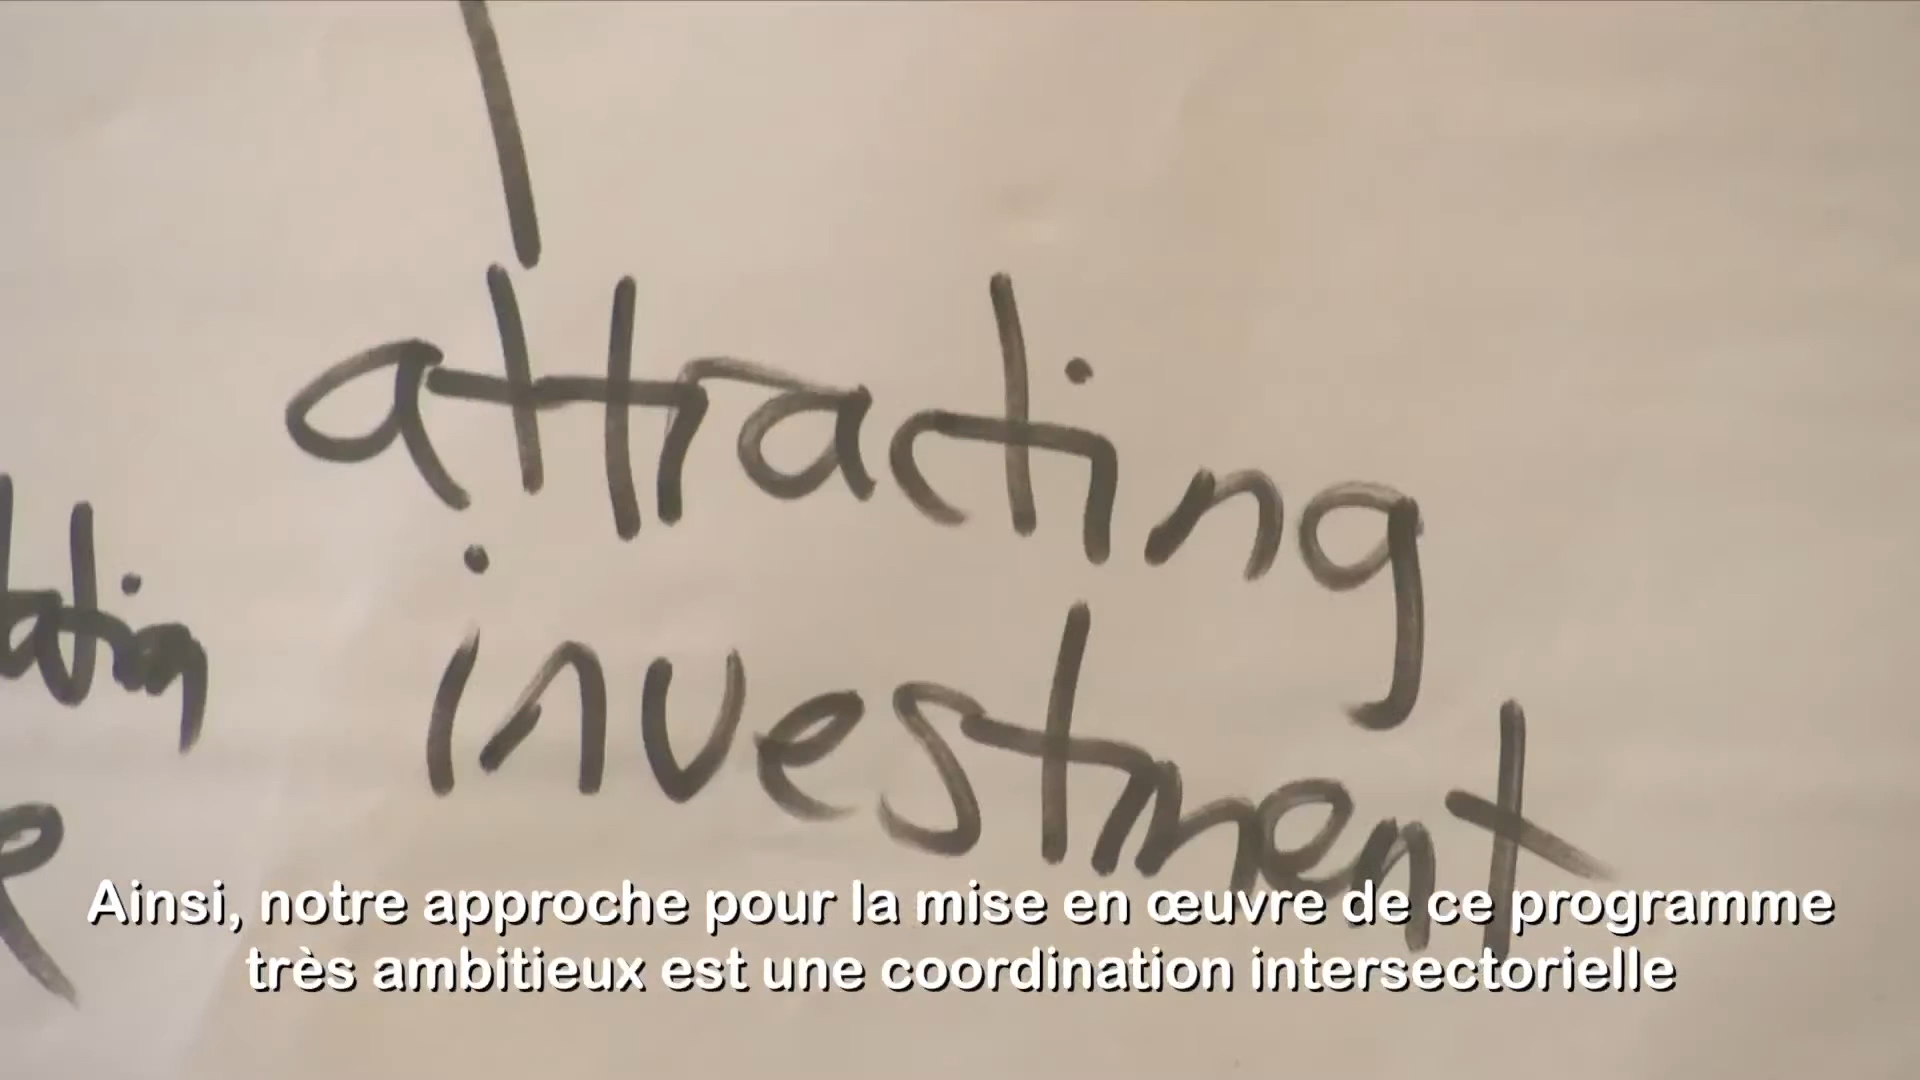 attracting
investment
Ainsi, notre approche pour la mise en œuvre de ce programme
très ambitieux est une coordination intersectorielle